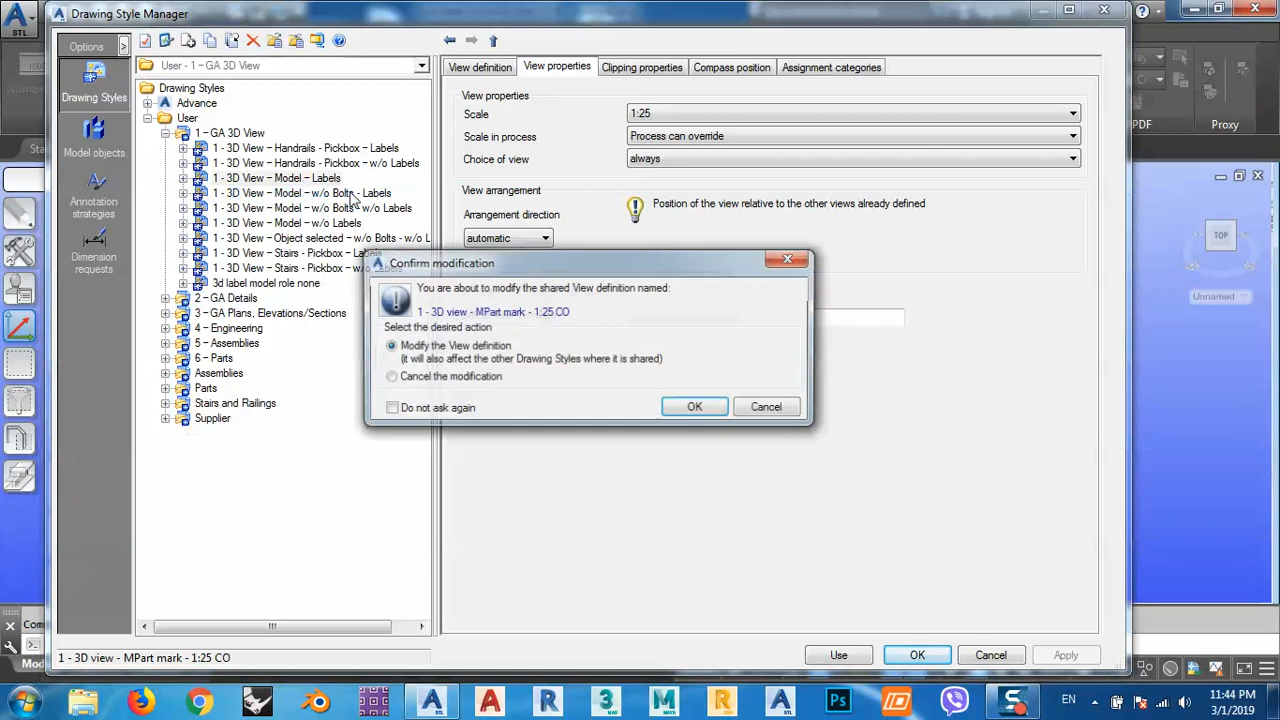 Drawing Style Manager
STL
Options
User - 1 – GA 3D View
View definition
View properties
Clipping properties
Compass position
Assignment categories
Drawing Styles
Model objects
Annotation
strategies
Dimension
requests
Drawing Styles
Advance
User
1 – GA 3D View
1 - 3D View – Handrails - Pickbox – Labels
1 - 3D View – Handrails - Pickbox – w/o Labels
1 - 3D View – Model – Labels
1 - 3D View – Model – w/o Bolts - Labels
1 - 3D View – Model – w/o Bolts - w/o Labels
1 - 3D View – Model – w/o Labels
1 - 3D View – Object selected – w/o Bolts - w/o L
1 - 3D View – Stairs - Pickbox – Labels
1 - 3D View – Stairs - Pickbox – w/o Labels
3d label model role none
2 – GA Details
3 – GA Plans, Elevations/Sections
4 – Engineering
5 – Assemblies
6 – Parts
Assemblies
Parts
Stairs and Railings
Supplier
View properties
Scale
1:25
Scale in process
Process can override
Choice of view
always
View arrangement
Arrangement direction
Position of the view relative to the other views already defined
automatic
Confirm modification
You are about to modify the shared View definition named:
1 - 3D view - MPart mark - 1:25 CO
Select the desired action
Modify the View definition
(it will also affect the other Drawing Styles where it is shared)
Cancel the modification
Do not ask again
OK
Cancel
1 - 3D view - MPart mark - 1:25 CO
Use
OK
Cancel
Apply
PDF
Proxy
Sta
TOP
Unnamed
Com
Mod
EN
11:44 PM
3/1/2019